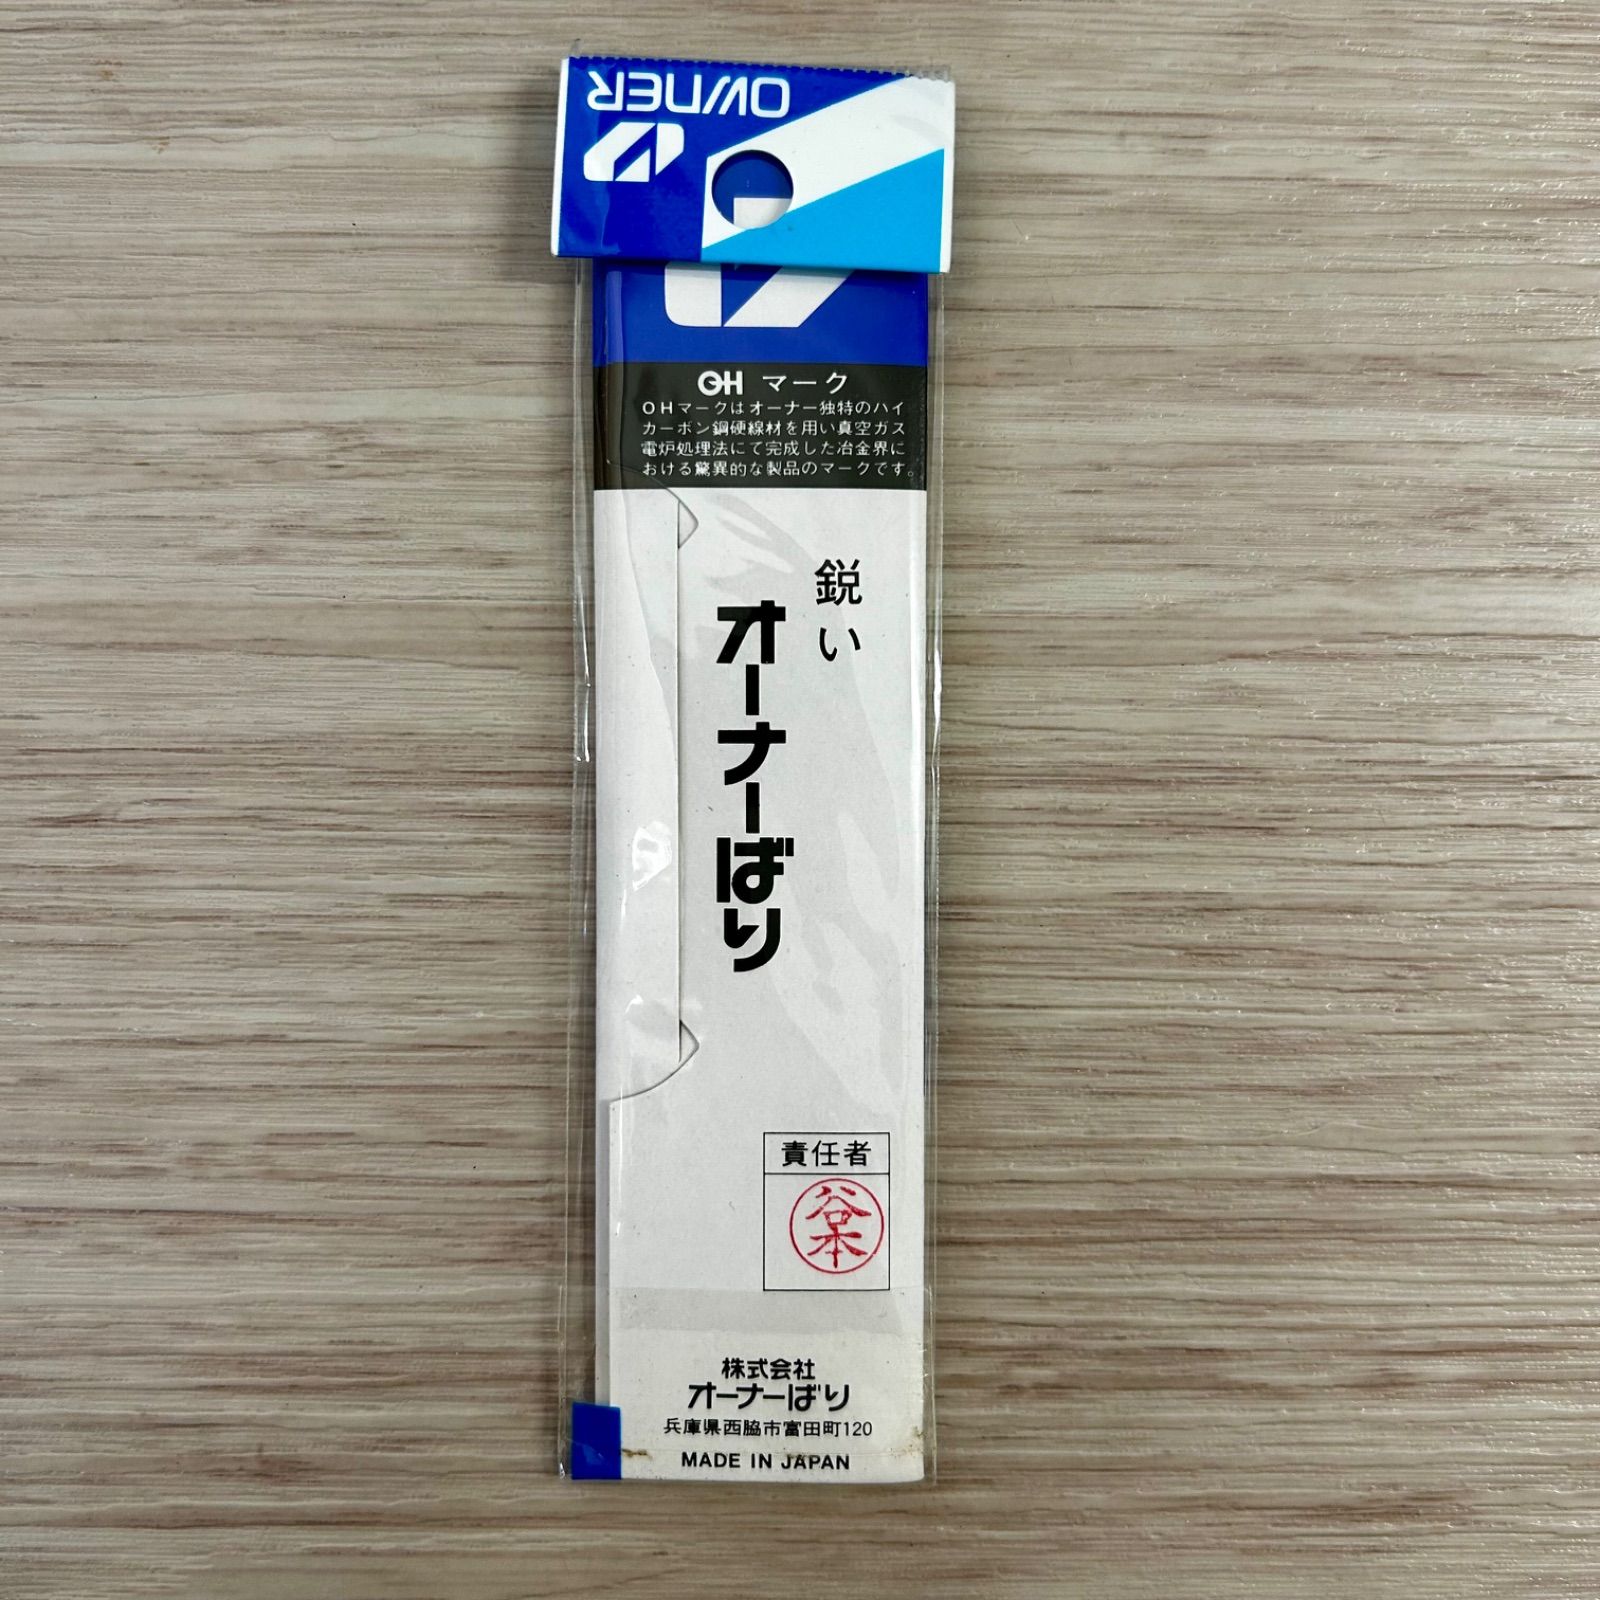 OWNER
OH マーク
OHマークはオーナー独特のハイ
カーボン鋼硬線材を用い真空ガス
電炉処理法にて完成した冶金界に
おける驚異的な製品のマークです。
鋭い
オーナーばり
責任者
谷本
株式会社
オーナーばり
兵庫県西脇市富田町120
MADE IN JAPAN